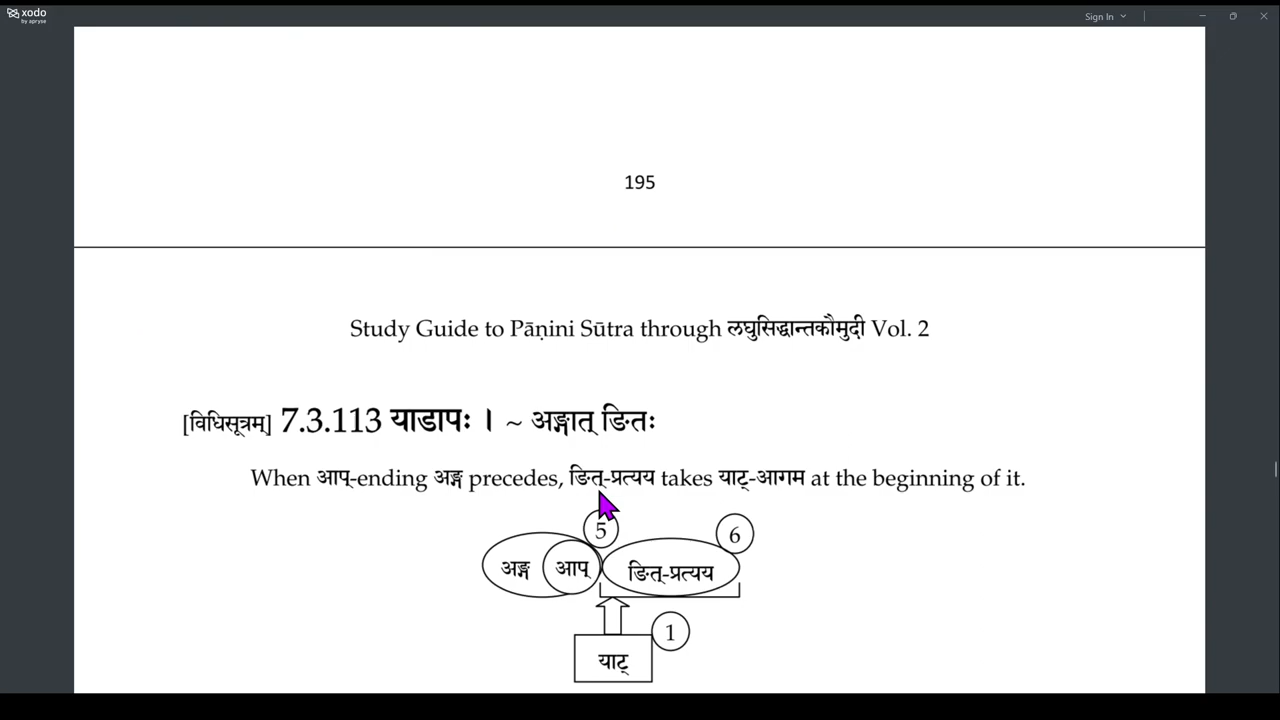 xodo
by apryse
Sign In
195
Study Guide to Pāṇini Sūtra through लघुसिद्धान्तकौमुदी Vol. 2
[विधिसूत्रम्] 7.3.113 याडापः । ~ अङ्गात् ङितः
When आप्-ending अङ्ग precedes, ङित्-प्रत्यय takes याट्-आगम at the beginning of it.
5
6
अङ्ग आप् ङित्-प्रत्यय
1
याट्